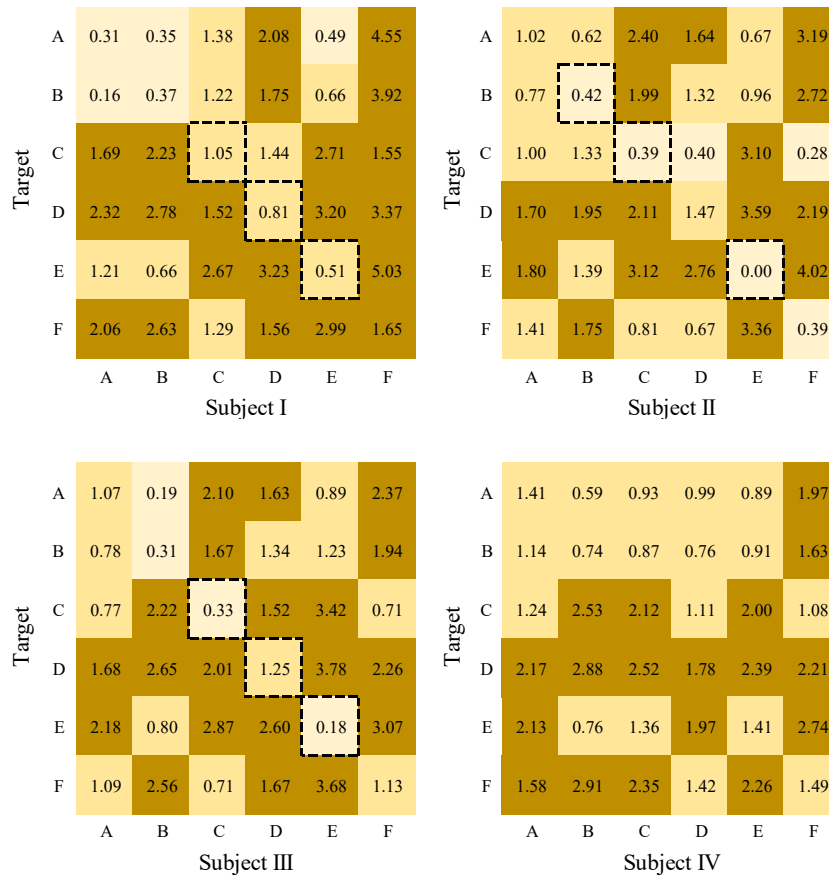 A 0.31 0.35 1.38 2.08 0.49 4.55
B 0.16 0.37 1.22 1.75 0.66 3.92
C 1.69 2.23 1.05 1.44 2.71 1.55
D 2.32 2.78 1.52 0.81 3.20 3.37
E 1.21 0.66 2.67 3.23 0.51 5.03
F 2.06 2.63 1.29 1.56 2.99 1.65
A B C D E F
Target
Subject I
A 1.02 0.62 2.40 1.64 0.67 3.19
B 0.77 0.42 1.99 1.32 0.96 2.72
C 1.00 1.33 0.39 0.40 3.10 0.28
D 1.70 1.95 2.11 1.47 3.59 2.19
E 1.80 1.39 3.12 2.76 0.00 4.02
F 1.41 1.75 0.81 0.67 3.36 0.39
A B C D E F
Target
Subject II
A 1.07 0.19 2.10 1.63 0.89 2.37
B 0.78 0.31 1.67 1.34 1.23 1.94
C 0.77 2.22 0.33 1.52 3.42 0.71
D 1.68 2.65 2.01 1.25 3.78 2.26
E 2.18 0.80 2.87 2.60 0.18 3.07
F 1.09 2.56 0.71 1.67 3.68 1.13
A B C D E F
Target
Subject III
A 1.41 0.59 0.93 0.99 0.89 1.97
B 1.14 0.74 0.87 0.76 0.91 1.63
C 1.24 2.53 2.12 1.11 2.00 1.08
D 2.17 2.88 2.52 1.78 2.39 2.21
E 2.13 0.76 1.36 1.97 1.41 2.74
F 1.58 2.91 2.35 1.42 2.26 1.49
A B C D E F
Target
Subject IV